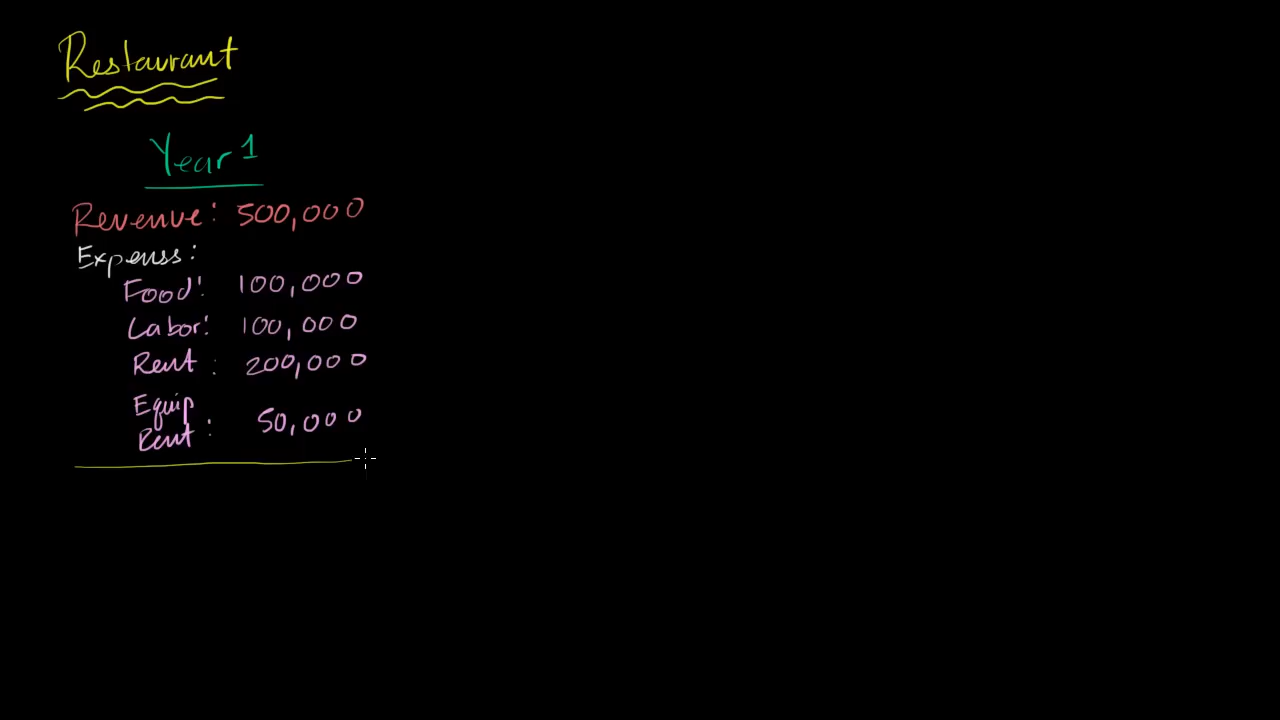 Restaurant
Year 1
Revenue: 500,000
Expenss:
Food: 100,000
Labor: 100,000
Rent : 200,000
Equip
Rent : 50,000